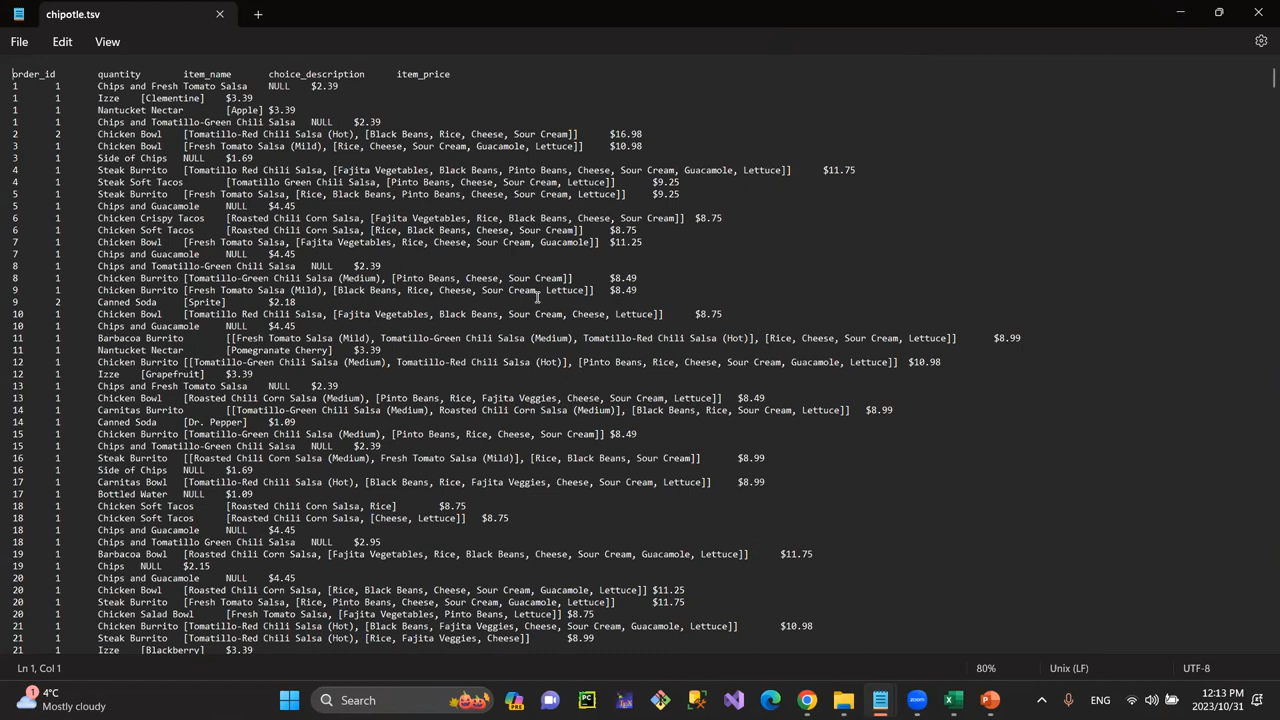 chipotle.tsv
File Edit View
order_id quantity item_name choice_description item_price
1 1 Chips and Fresh Tomato Salsa NULL $2.39
1 1 Izze [Clementine] $3.39
1 1 Nantucket Nectar [Apple] $3.39
1 1 Chips and Tomatillo-Green Chili Salsa NULL $2.39
2 2 Chicken Bowl [Tomatillo-Red Chili Salsa (Hot), [Black Beans, Rice, Cheese, Sour Cream]] $16.98
3 1 Chicken Bowl [Fresh Tomato Salsa (Mild), [Rice, Cheese, Sour Cream, Guacamole, Lettuce]] $10.98
3 1 Side of Chips NULL $1.69
4 1 Steak Burrito [Tomatillo Red Chili Salsa, [Fajita Vegetables, Black Beans, Pinto Beans, Cheese, Sour Cream, Guacamole, Lettuce]] $11.75
4 1 Steak Soft Tacos [Tomatillo Green Chili Salsa, [Pinto Beans, Cheese, Sour Cream, Lettuce]] $9.25
5 1 Steak Burrito [Fresh Tomato Salsa, [Rice, Black Beans, Pinto Beans, Cheese, Sour Cream, Lettuce]] $9.25
5 1 Chips and Guacamole NULL $4.45
6 1 Chicken Crispy Tacos [Roasted Chili Corn Salsa, [Fajita Vegetables, Rice, Black Beans, Cheese, Sour Cream]] $8.75
6 1 Chicken Soft Tacos [Roasted Chili Corn Salsa, [Rice, Black Beans, Cheese, Sour Cream]] $8.75
7 1 Chicken Bowl [Fresh Tomato Salsa, [Fajita Vegetables, Rice, Cheese, Sour Cream, Guacamole]] $11.25
7 1 Chips and Guacamole NULL $4.45
8 1 Chips and Tomatillo-Green Chili Salsa NULL $2.39
8 1 Chicken Burrito [Tomatillo-Green Chili Salsa (Medium), [Pinto Beans, Cheese, Sour Cream]] $8.49
9 1 Chicken Burrito [Fresh Tomato Salsa (Mild), [Black Beans, Rice, Cheese, Sour Cream, Lettuce]] $8.49
9 2 Canned Soda [Sprite] $2.18
10 1 Chicken Bowl [Tomatillo Red Chili Salsa, [Fajita Vegetables, Black Beans, Sour Cream, Cheese, Lettuce]] $8.75
10 1 Chips and Guacamole NULL $4.45
11 1 Barbacoa Burrito [[Fresh Tomato Salsa (Mild), Tomatillo-Green Chili Salsa (Medium), Tomatillo-Red Chili Salsa (Hot)], [Rice, Cheese, Sour Cream, Lettuce]] $8.99
11 1 Nantucket Nectar [Pomegranate Cherry] $3.39
12 1 Chicken Burrito [[Tomatillo-Green Chili Salsa (Medium), Tomatillo-Red Chili Salsa (Hot)], [Pinto Beans, Rice, Cheese, Sour Cream, Guacamole, Lettuce]] $10.98
12 1 Izze [Grapefruit] $3.39
13 1 Chips and Fresh Tomato Salsa NULL $2.39
13 1 Chicken Bowl [Roasted Chili Corn Salsa (Medium), [Pinto Beans, Rice, Fajita Veggies, Cheese, Sour Cream, Lettuce]] $8.49
14 1 Carnitas Burrito [[Tomatillo-Green Chili Salsa (Medium), Roasted Chili Corn Salsa (Medium)], [Black Beans, Rice, Sour Cream, Lettuce]] $8.99
14 1 Canned Soda [Dr. Pepper] $1.09
15 1 Chicken Burrito [Tomatillo-Green Chili Salsa (Medium), [Pinto Beans, Rice, Cheese, Sour Cream]] $8.49
15 1 Chips and Tomatillo-Green Chili Salsa NULL $2.39
16 1 Steak Burrito [[Roasted Chili Corn Salsa (Medium), Fresh Tomato Salsa (Mild)], [Rice, Black Beans, Sour Cream]] $8.99
16 1 Side of Chips NULL $1.69
17 1 Carnitas Bowl [Tomatillo-Red Chili Salsa (Hot), [Black Beans, Rice, Fajita Veggies, Cheese, Sour Cream, Lettuce]] $8.99
17 1 Bottled Water NULL $1.09
18 1 Chicken Soft Tacos [Roasted Chili Corn Salsa, Rice] $8.75
18 1 Chicken Soft Tacos [Roasted Chili Corn Salsa, [Cheese, Lettuce]] $8.75
18 1 Chips and Guacamole NULL $4.45
18 1 Chips and Tomatillo Green Chili Salsa NULL $2.95
19 1 Barbacoa Bowl [Roasted Chili Corn Salsa, [Fajita Vegetables, Rice, Black Beans, Cheese, Sour Cream, Guacamole, Lettuce]] $11.75
19 1 Chips NULL $2.15
20 1 Chips and Guacamole NULL $4.45
20 1 Chicken Bowl [Roasted Chili Corn Salsa, [Rice, Black Beans, Cheese, Sour Cream, Guacamole, Lettuce]] $11.25
20 1 Steak Burrito [Fresh Tomato Salsa, [Rice, Pinto Beans, Cheese, Sour Cream, Guacamole, Lettuce]] $11.75
20 1 Chicken Salad Bowl [Fresh Tomato Salsa, [Fajita Vegetables, Pinto Beans, Lettuce]] $8.75
21 1 Chicken Burrito [Tomatillo-Red Chili Salsa (Hot), [Black Beans, Fajita Veggies, Cheese, Sour Cream, Guacamole, Lettuce]] $10.98
21 1 Steak Burrito [Tomatillo-Red Chili Salsa (Hot), [Rice, Fajita Veggies, Cheese]] $8.99
21 1 Izze [Blackberry] $3.39
Ln 1, Col 1 80% Unix (LF) UTF-8
1 4°C Search PRE PC zoom ENG 12:13 PM
Mostly cloudy 2023/10/31